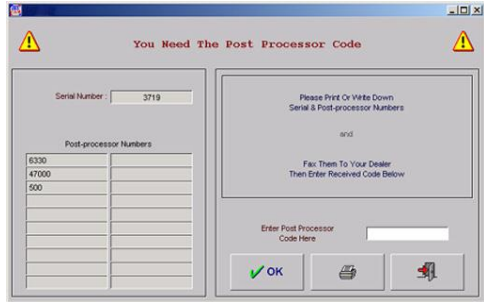 You Need The Post Processor Code
Serial Number : 3719
Post-processor Numbers
6330
47000
500
Please Print Or Write Down
Serial & Post-processor Numbers
and
Fax Them To Your Dealer
Then Enter Received Code Below
Enter Post Processor
Code Here
OK